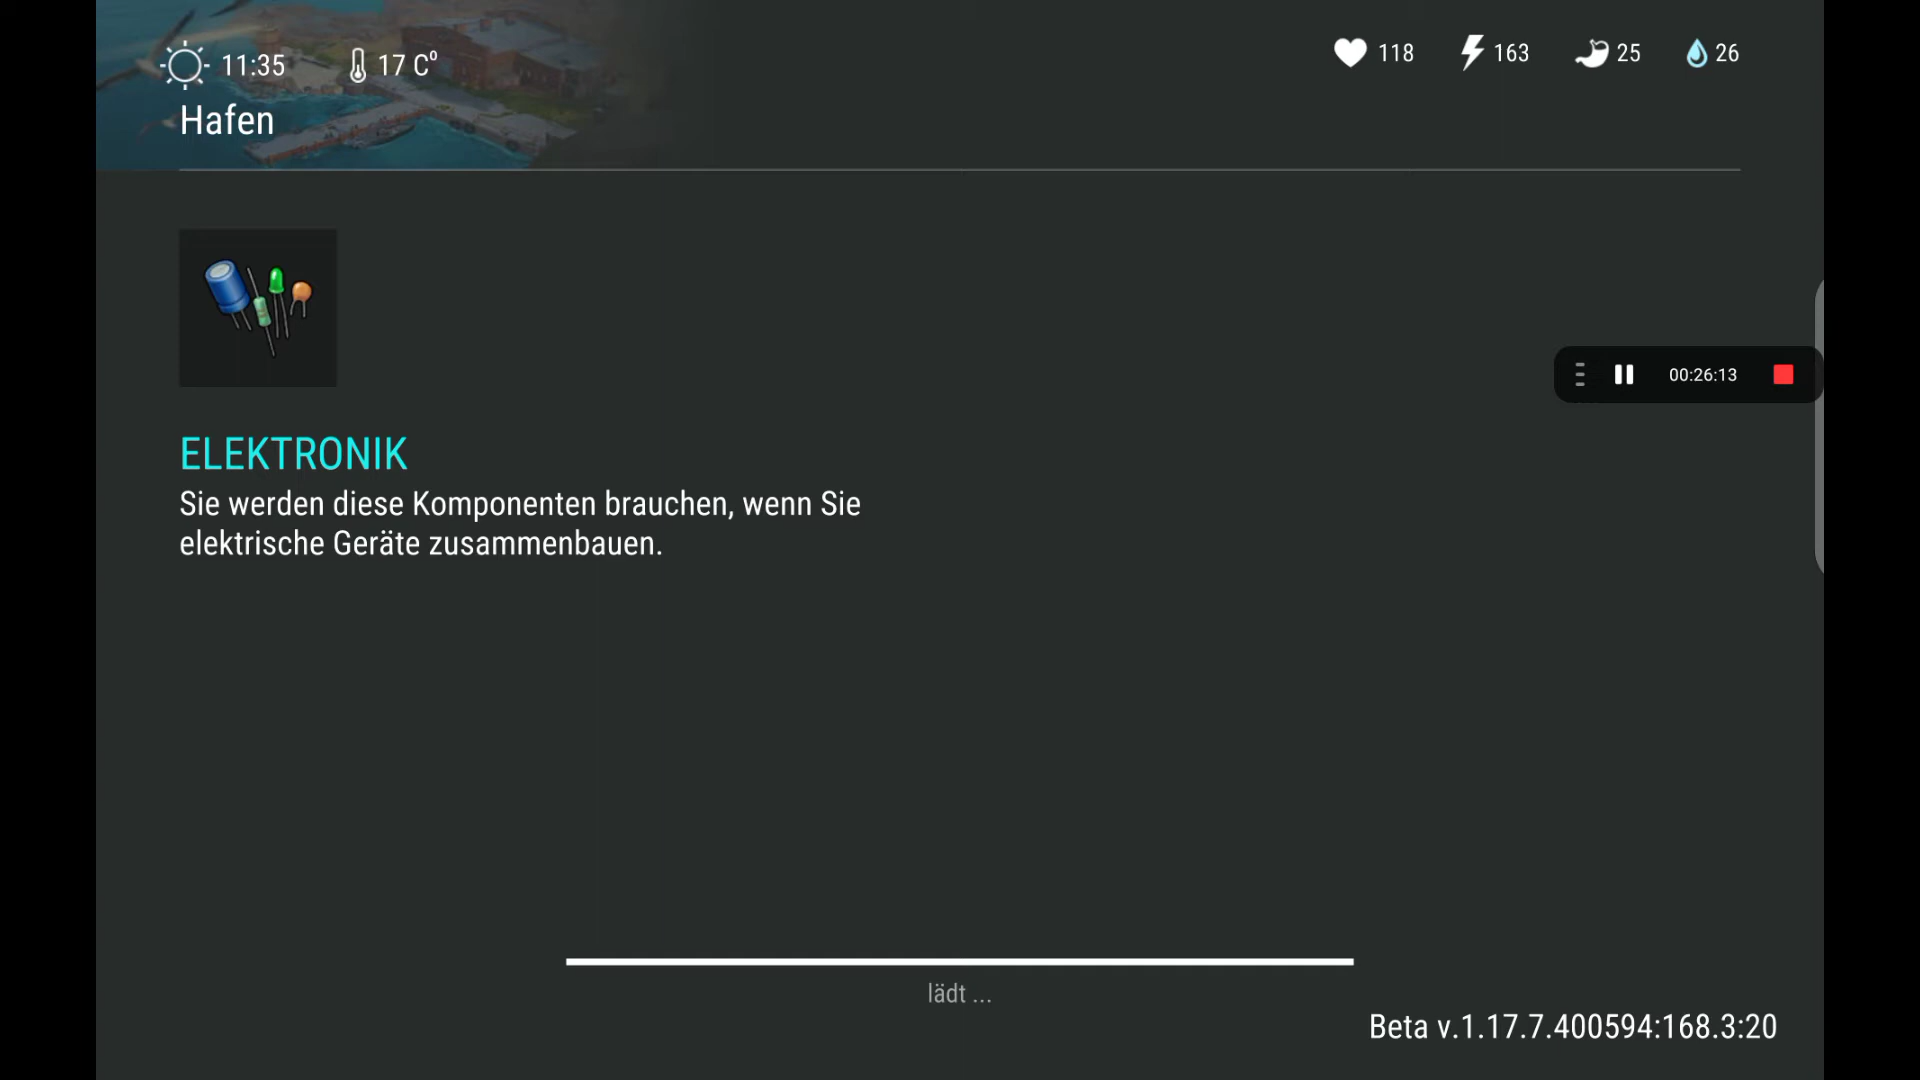 11:35 17 C⁰ 118 163 25 26
Hafen
00:26:13
ELEKTRONIK
Sie werden diese Komponenten brauchen, wenn Sie
elektrische Geräte zusammenbauen.
lädt ...
Beta v.1.17.7.400594:168.3:20